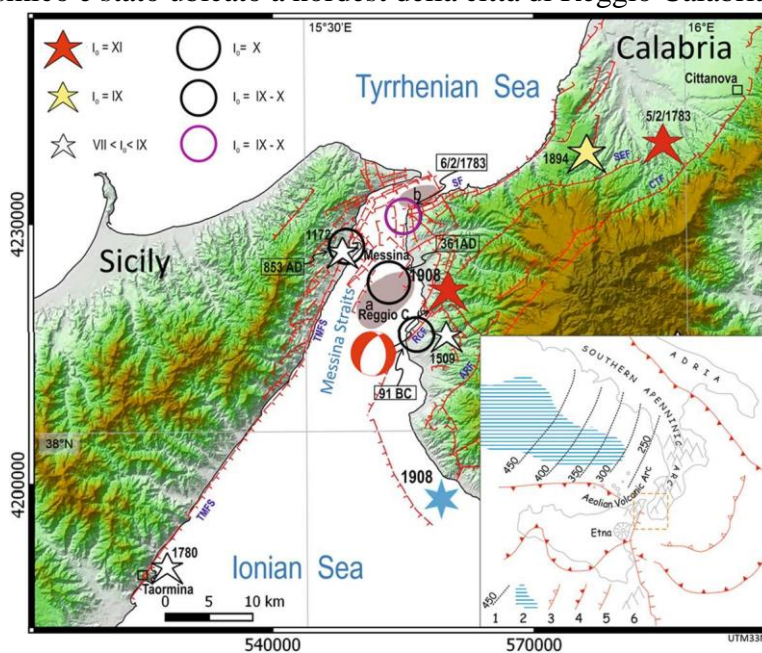 15°30'E
16°E
I₀ = XI
I₀ = X
I₀ = IX
I₀ = IX - X
VII < I₀ < IX
I₀ = IX - X
Calabria
Cittanova
Tyrrhenian Sea
5/2/1783
6/2/1783
1894
SF
SEF
CTF
b
4230000
1172
361AD
Sicily
853 AD
Messina
1908
a
Reggio C.
Messina Straits
TMFS
RCF
1509
ARF
91 BC
38°N
4200000
1908
TMFS
1780
Taormina
Ionian Sea
0 5 10 km
540000
570000
UTM33N
SOUTHERN APENNINIC ARC
ADRIA
450
400
350
300
250
Aeolian Volcanic Arc
Etna
450
1 2 3 4 5 6